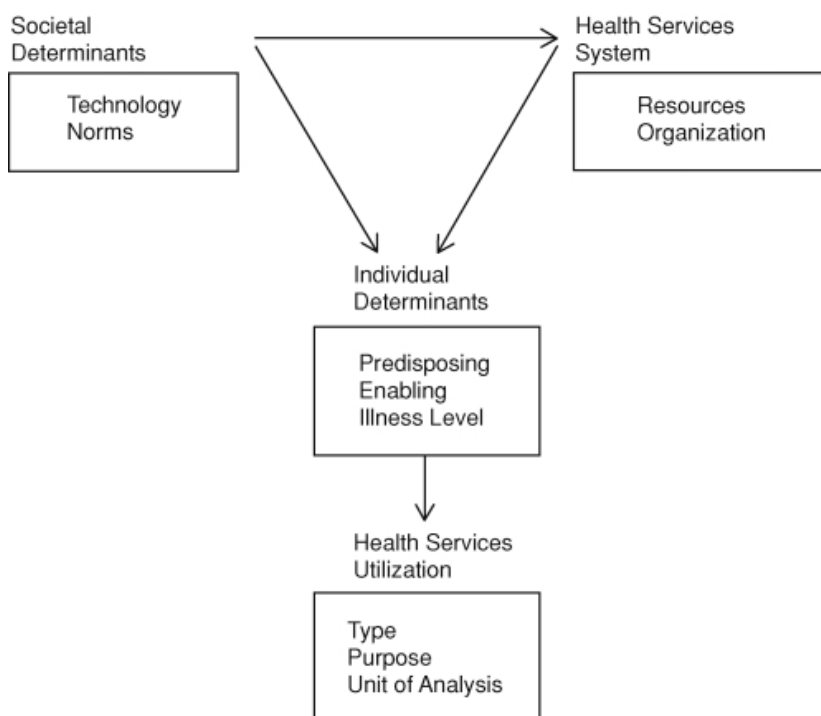 Societal
Determinants
Technology
Norms
Health Services
System
Resources
Organization
Individual
Determinants
Predisposing
Enabling
Illness Level
Health Services
Utilization
Type
Purpose
Unit of Analysis